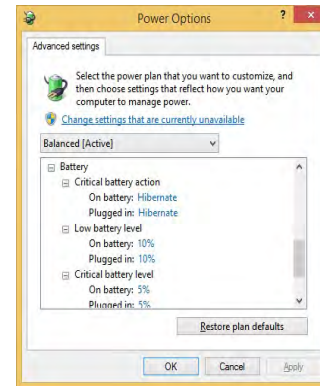 Power Options
?
x
Advanced settings
Select the power plan that you want to customize, and
then choose settings that reflect how you want your
computer to manage power.
Change settings that are currently unavailable
Balanced [Active]
Battery
Critical battery action
On battery: Hibernate
Plugged in: Hibernate
Low battery level
On battery: 10%
Plugged in: 10%
Critical battery level
On battery: 5%
Plugged in: 5%
Restore plan defaults
OK
Cancel
Apply